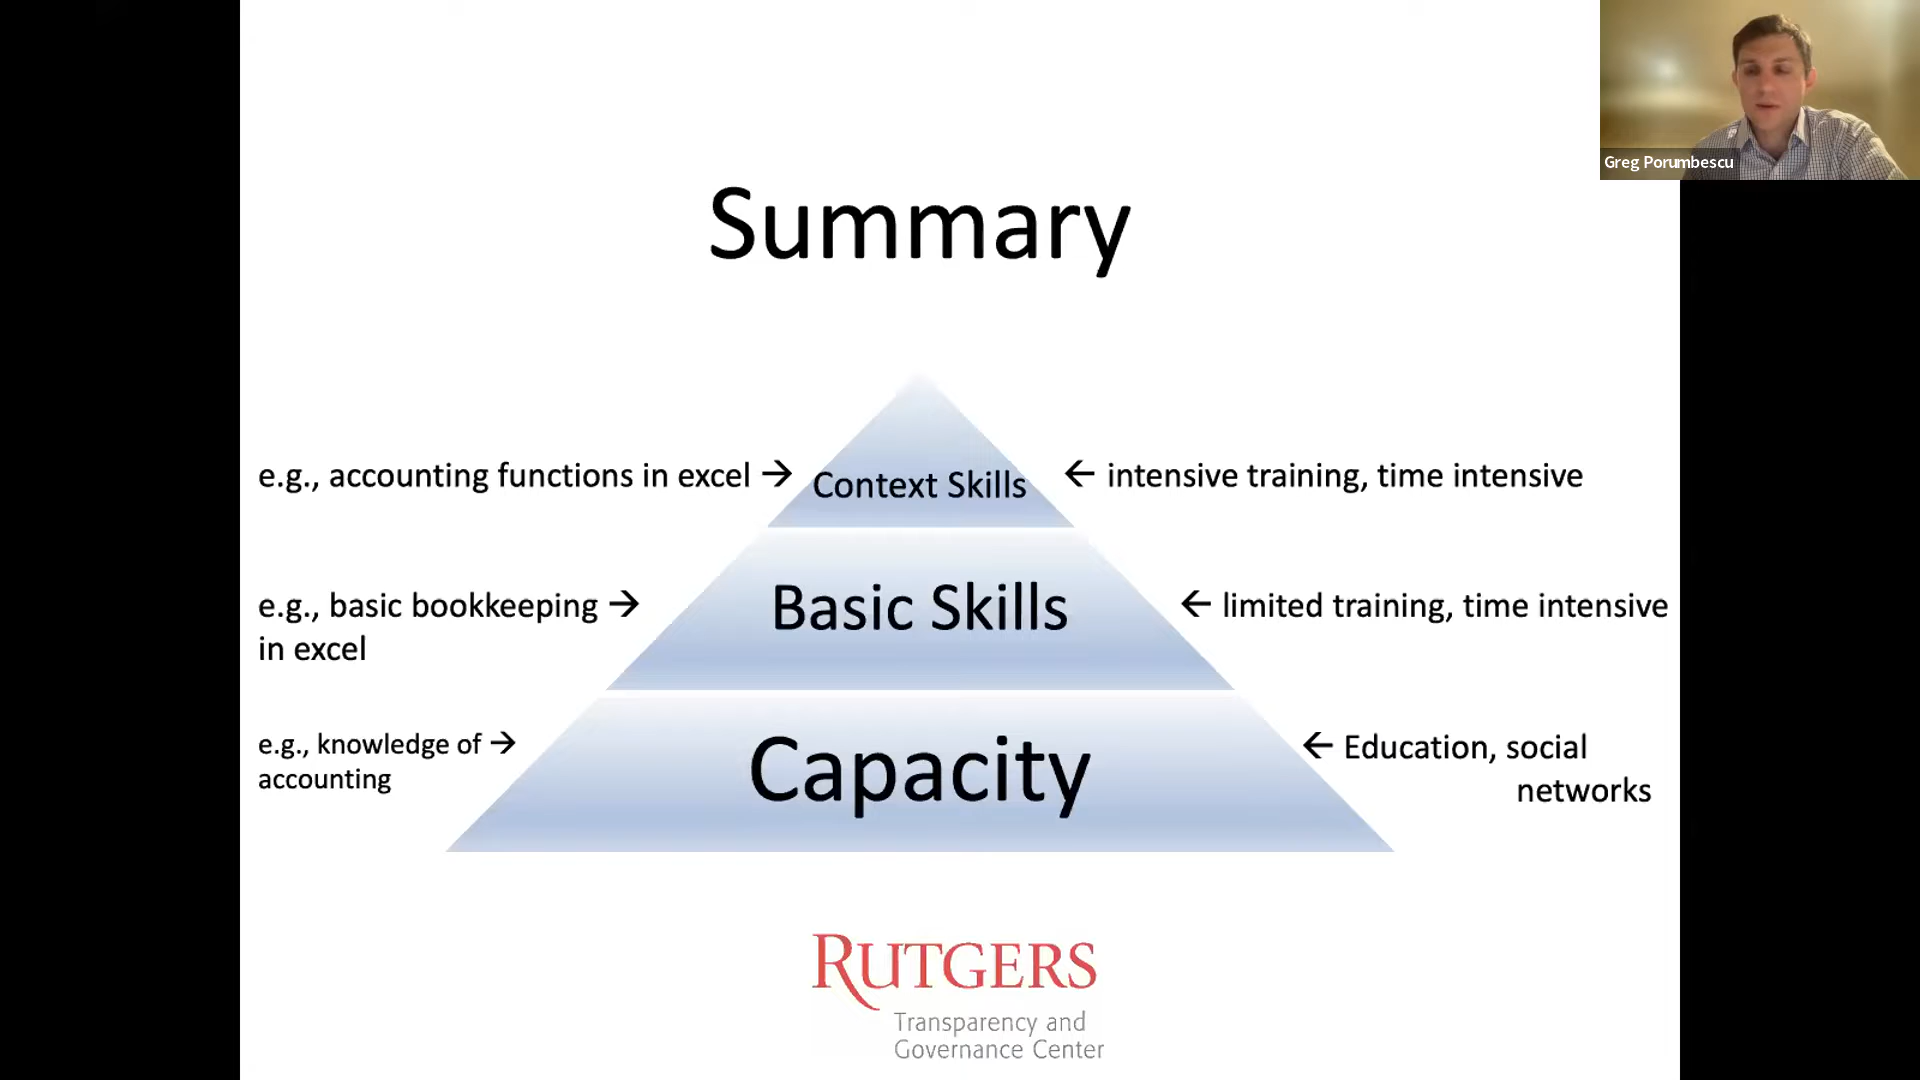 Greg Porumbescu
Summary
e.g., accounting functions in excel → Context Skills ← intensive training, time intensive
e.g., basic bookkeeping → Basic Skills ← limited training, time intensive
in excel
e.g., knowledge of → Capacity ← Education, social
accounting
networks
RUTGERS
Transparency and
Governance Center